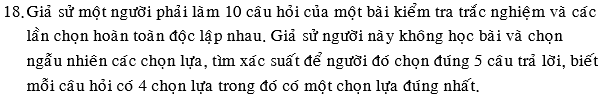 18. Giả sử một người phải làm 10 câu hỏi của một bài kiểm tra trắc nghiệm và các
lần chọn hoàn toàn độc lập nhau. Giả sử người này không học bài và chọn
ngẫu nhiên các chọn lựa, tìm xác suất để người đó chọn đúng 5 câu trả lời, biết
mỗi câu hỏi có 4 chọn lựa trong đó có một chọn lựa đúng nhất.